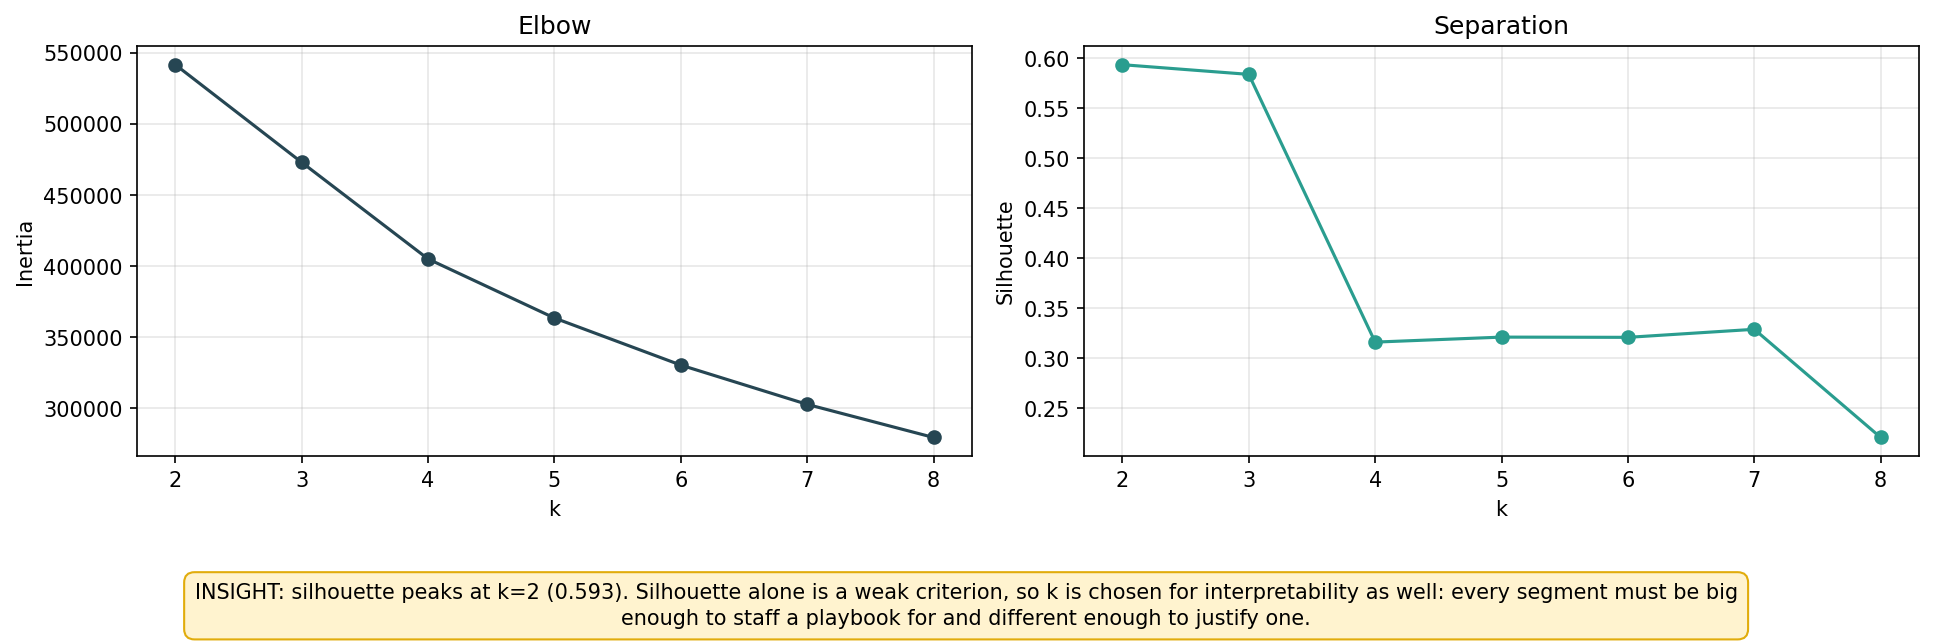 Elbow
550000
500000
450000
400000
350000
300000
Inertia
2 3 4 5 6 7 8
k
Separation
0.60
0.55
0.50
0.45
0.40
0.35
0.30
0.25
Silhouette
2 3 4 5 6 7 8
k
INSIGHT: silhouette peaks at k=2 (0.593). Silhouette alone is a weak criterion, so k is chosen for interpretability as well: every segment must be big
enough to staff a playbook for and different enough to justify one.